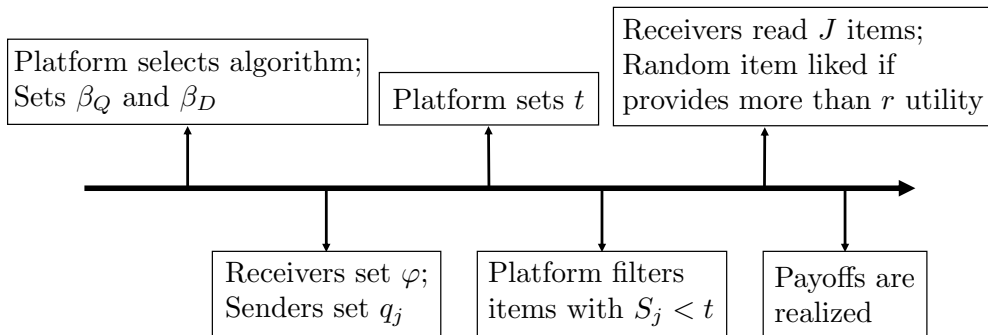 Platform selects algorithm;
Sets β_Q and β_D
Platform sets t
Receivers read J items;
Random item liked if
provides more than r utility
Receivers set φ;
Senders set q_j
Platform filters
items with S_j < t
Payoffs are
realized